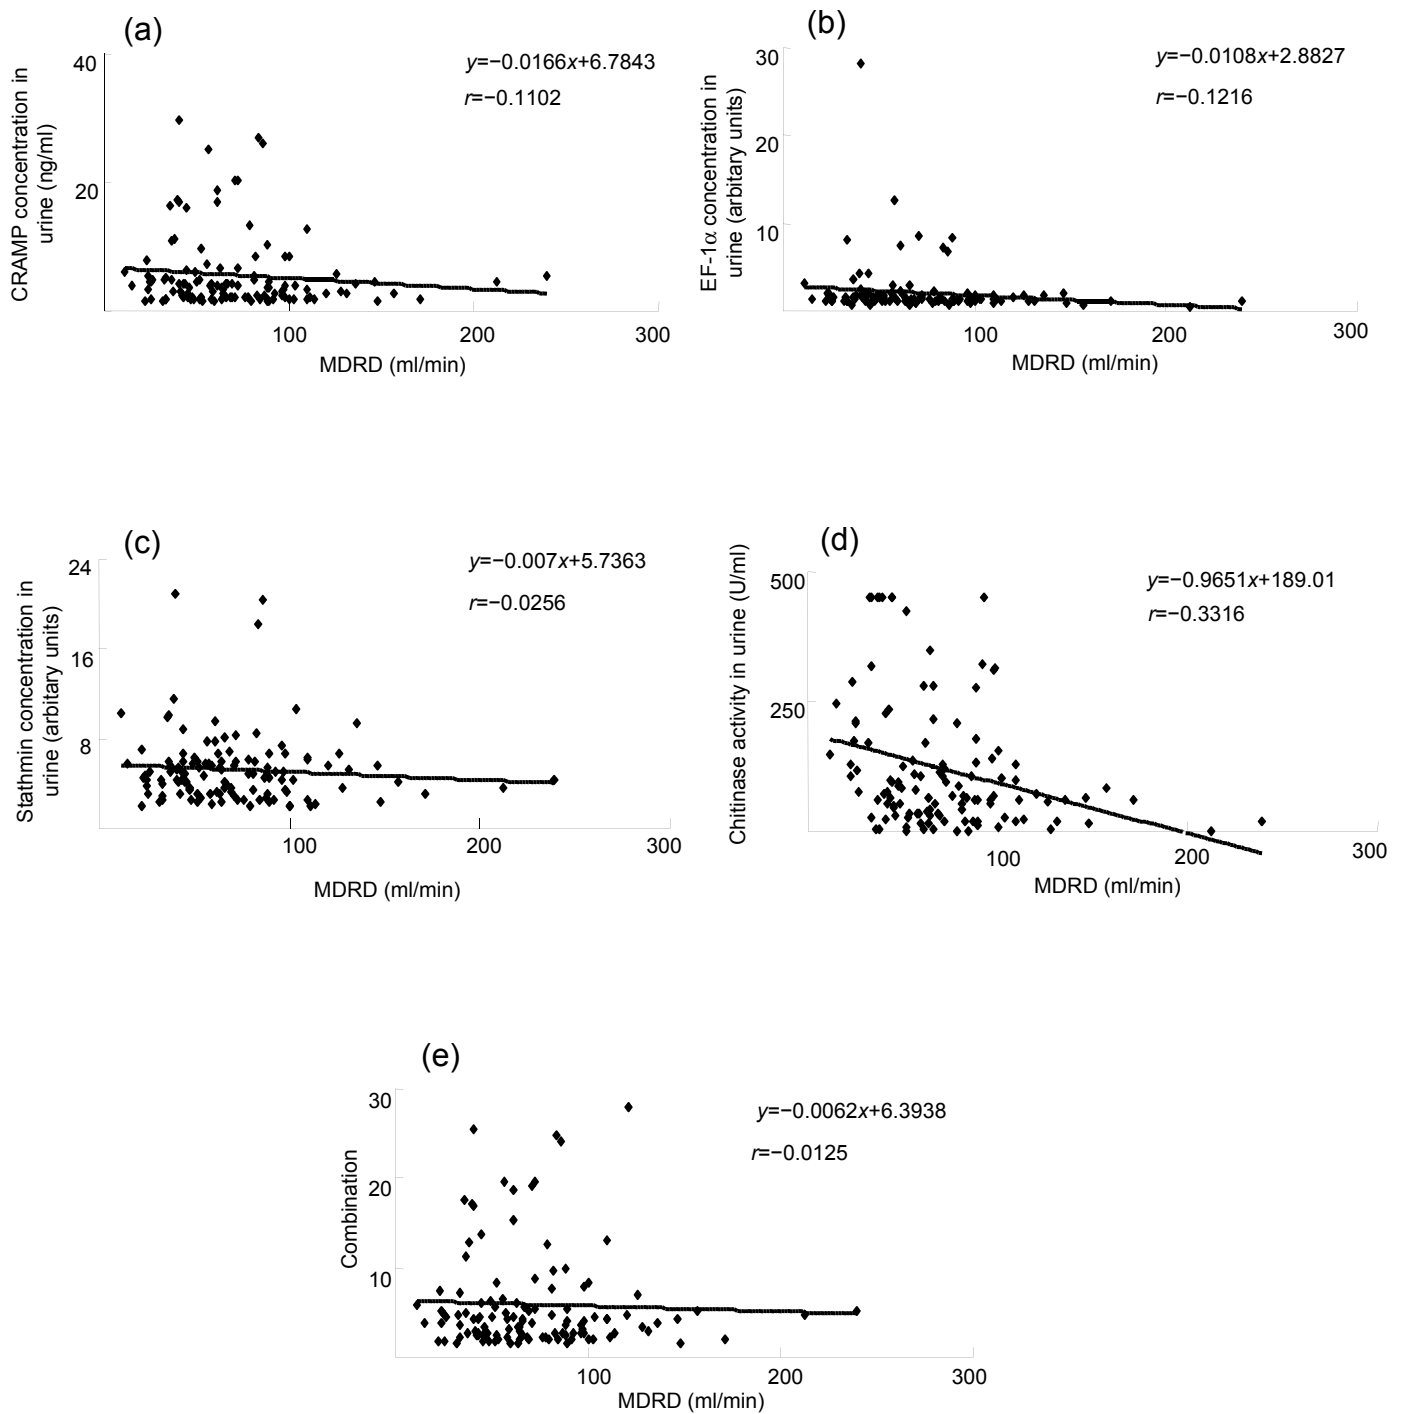 (a)
CRAMP concentration in
urine (ng/ml)
40
20
y=−0.0166x+6.7843
r=−0.1102
100
200
300
MDRD (ml/min)
(b)
EF-1α concentration in
urine (arbitary units)
30
20
10
y=−0.0108x+2.8827
r=−0.1216
100
200
300
MDRD (ml/min)
(c)
Stathmin concentration in
urine (arbitary units)
24
16
8
y=−0.007x+5.7363
r=−0.0256
100
200
300
MDRD (ml/min)
(d)
Chitinase activity in urine (U/ml)
500
250
y=−0.9651x+189.01
r=−0.3316
100
200
300
MDRD (ml/min)
(e)
Combination
30
20
10
y=−0.0062x+6.3938
r=−0.0125
100
200
300
MDRD (ml/min)